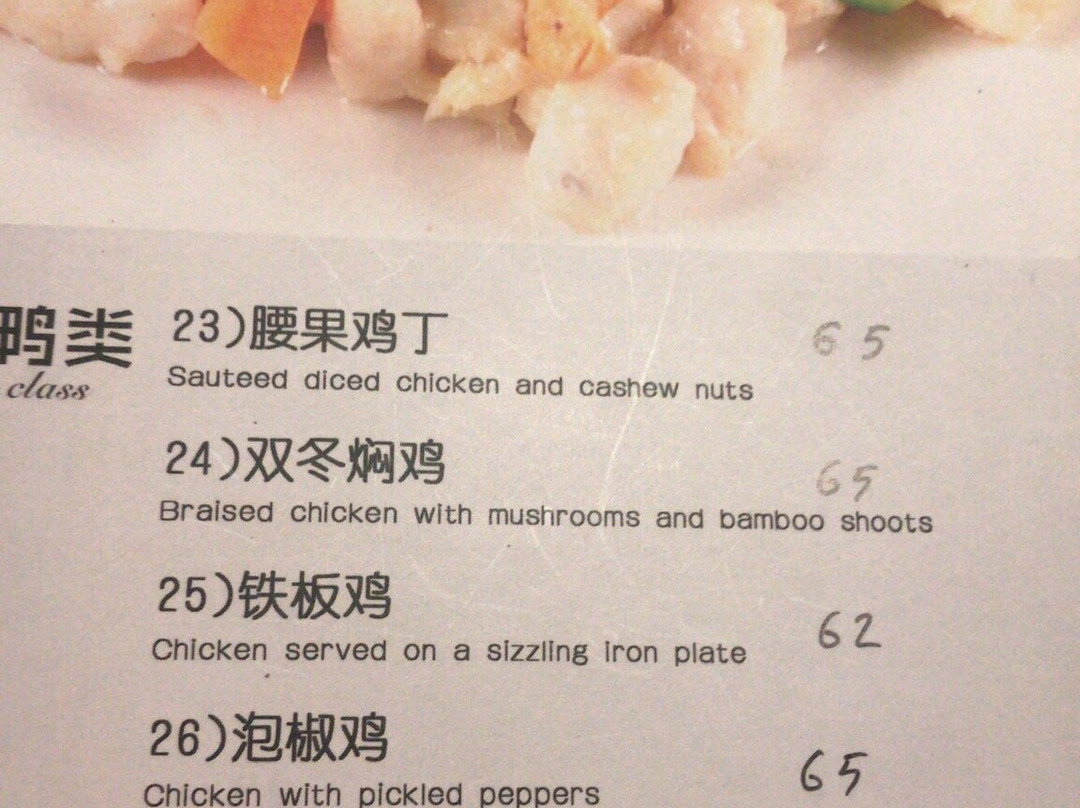 鸭类
class
23)腰果鸡丁 65
Sauteed diced chicken and cashew nuts
24)双冬焖鸡 65
Braised chicken with mushrooms and bamboo shoots
25)铁板鸡 62
Chicken served on a sizzling iron plate
26)泡椒鸡 65
Chicken with pickled peppers